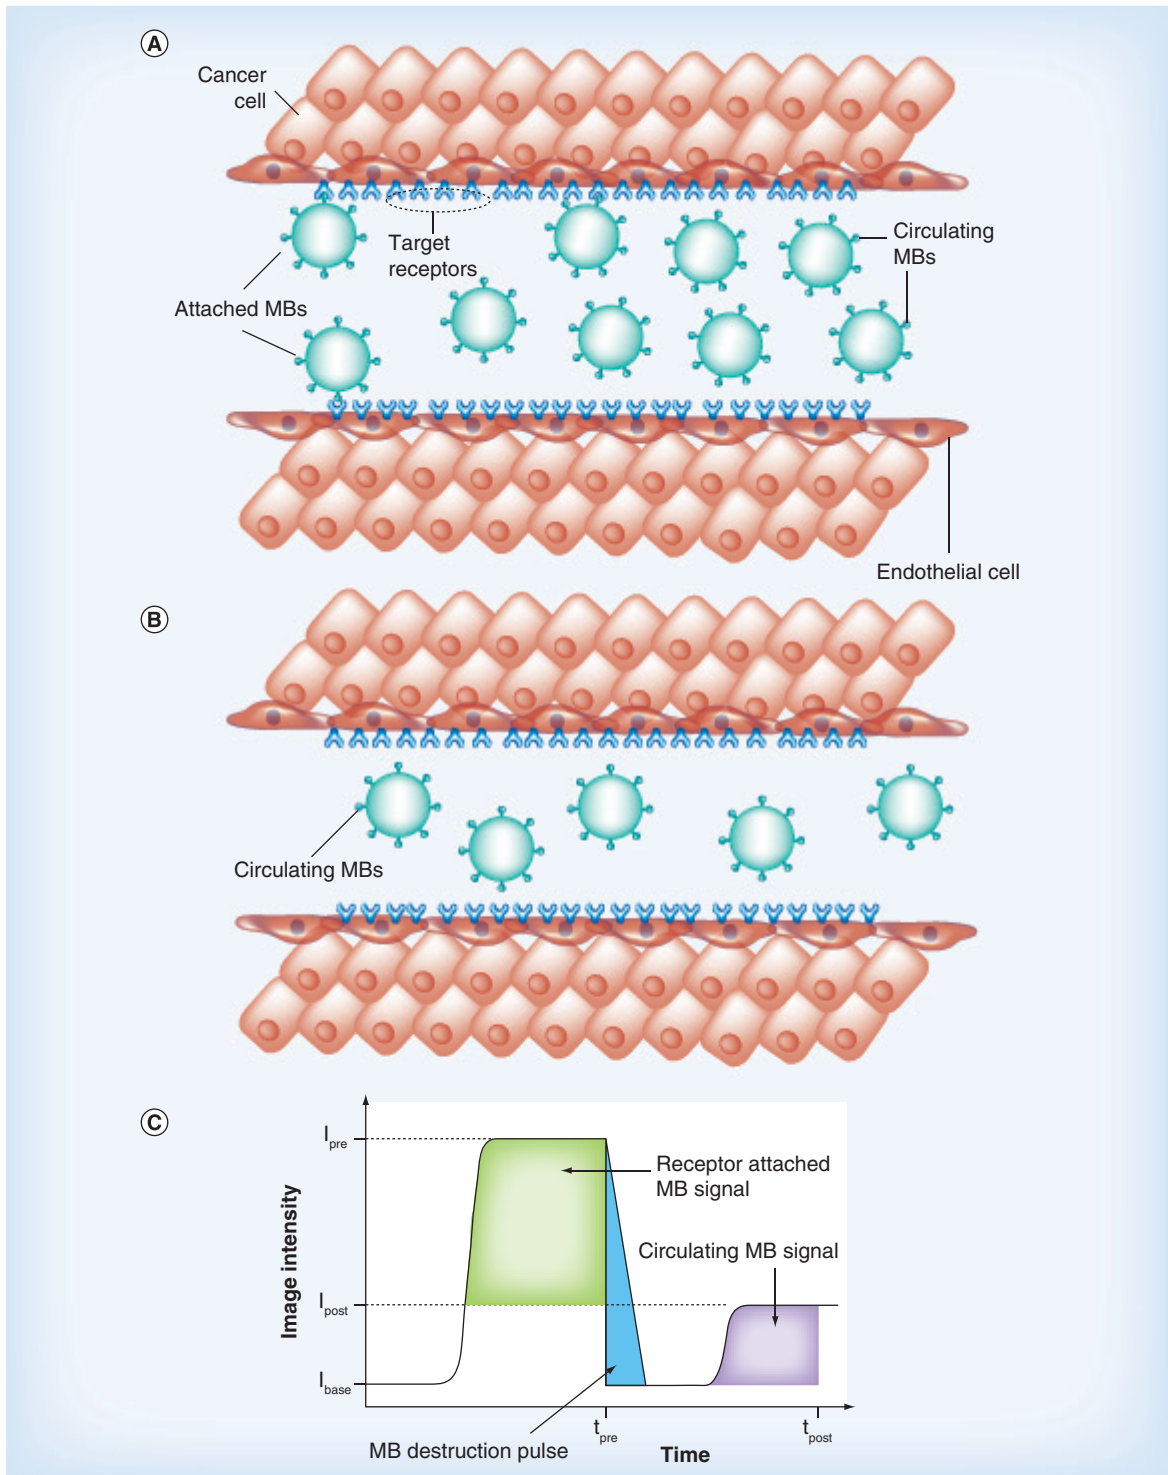 A
Cancer
cell
Target
receptors
Circulating
MBs
Attached MBs
Endothelial cell
B
Circulating MBs
C
Image intensity
Ipre
Receptor attached
MB signal
Circulating MB signal
Ipost
Ibase
tpre
tpost
MB destruction pulse
Time